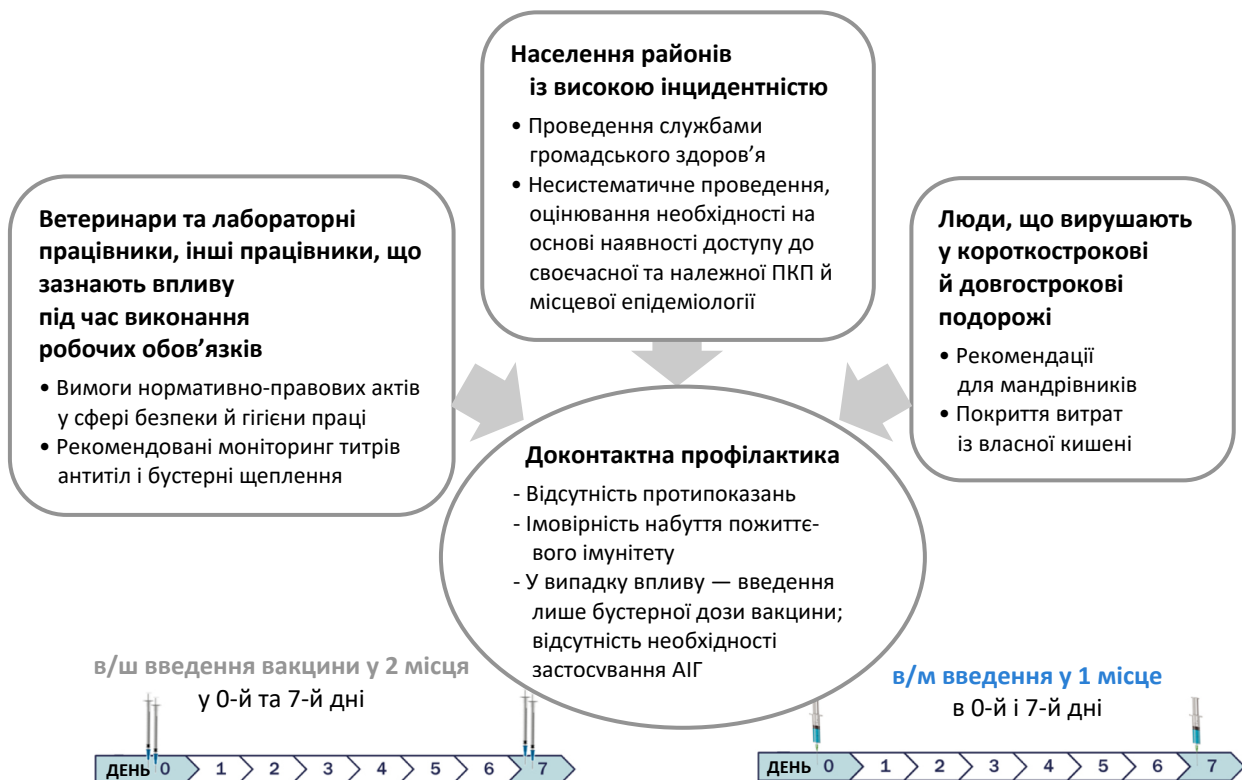 Населення районів
із високою інцидентністю
• Проведення службами
громадського здоров’я
• Несистематичне проведення,
оцінювання необхідності на
основі наявності доступу до
своєчасної та належної ПКП й
місцевої епідеміології
Ветеринари та лабораторні
працівники, інші працівники, що
зазнають впливу
під час виконання
робочих обов’язків
• Вимоги нормативно-правових актів
у сфері безпеки й гігієни праці
• Рекомендовані моніторинг титрів
антитіл і бустерні щеплення
Люди, що вирушають
у короткострокові
й довгострокові
подорожі
• Рекомендації
для мандрівників
• Покриття витрат
із власної кишені
Доконтактна профілактика
- Відсутність протипоказань
- Імовірність набуття пожиттє-
вого імунітету
- У випадку впливу — введення
лише бустерної дози вакцини;
відсутність необхідності
застосування АІГ
в/ш введення вакцини у 2 місця
у 0-й та 7-й дні
ДЕНЬ 0 1 2 3 4 5 6 7
в/м введення у 1 місце
в 0-й і 7-й дні
ДЕНЬ 0 1 2 3 4 5 6 7